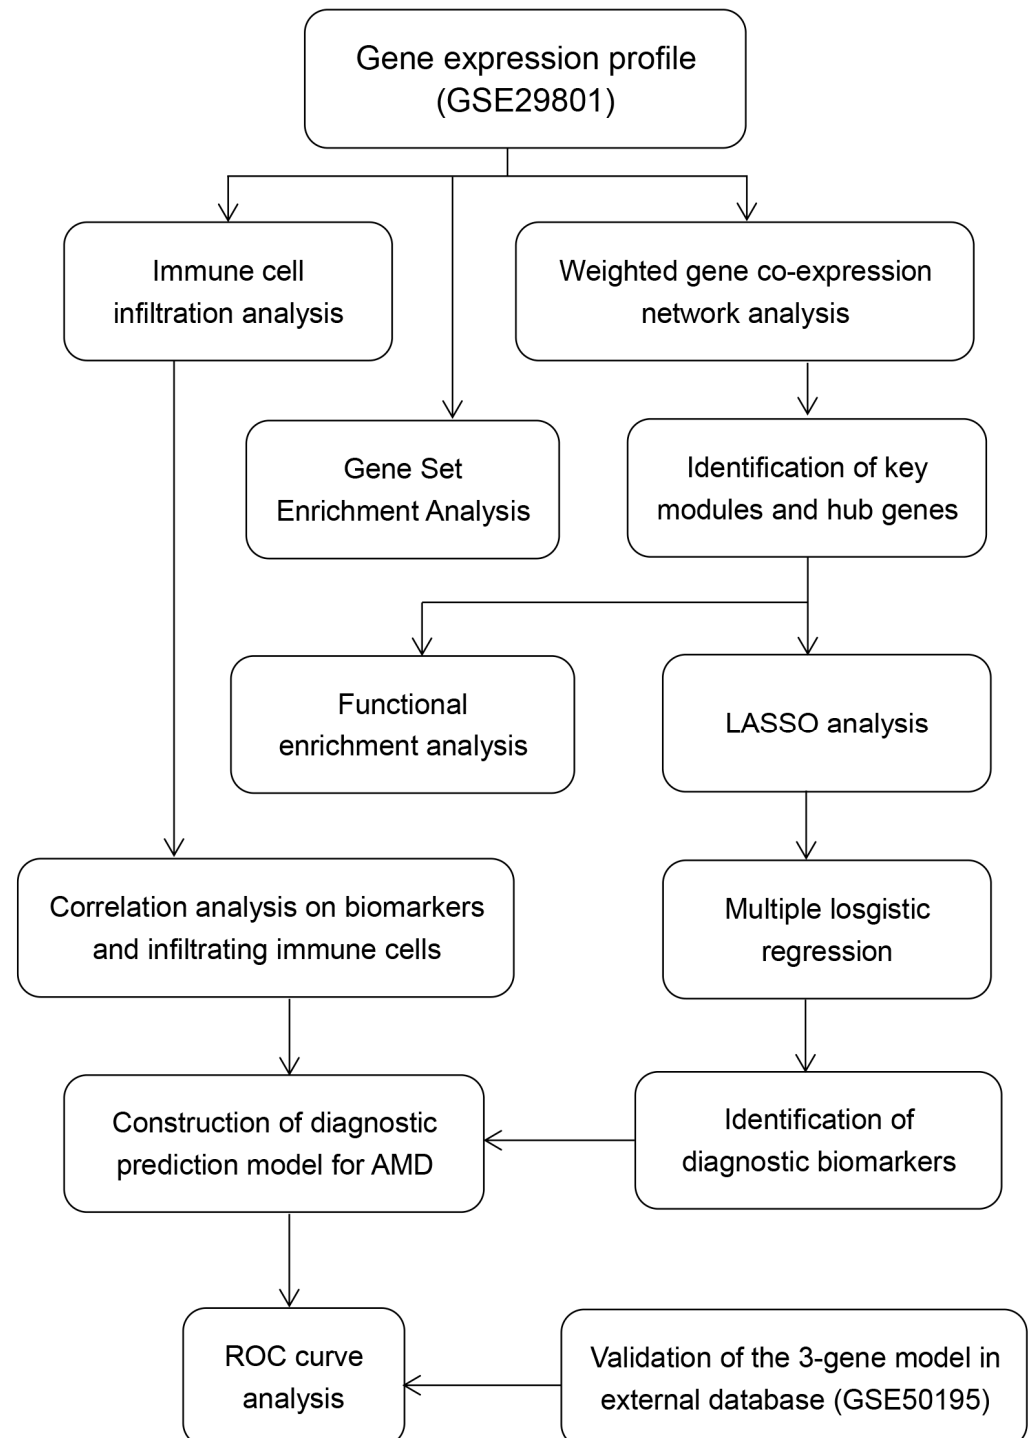 Gene expression profile
(GSE29801)
Immune cell
infiltration analysis
Weighted gene co-expression
network analysis
Gene Set
Enrichment Analysis
Identification of key
modules and hub genes
Functional
enrichment analysis
LASSO analysis
Correlation analysis on biomarkers
and infiltrating immune cells
Multiple losgistic
regression
Construction of diagnostic
prediction model for AMD
Identification of
diagnostic biomarkers
ROC curve
analysis
Validation of the 3-gene model in
external database (GSE50195)